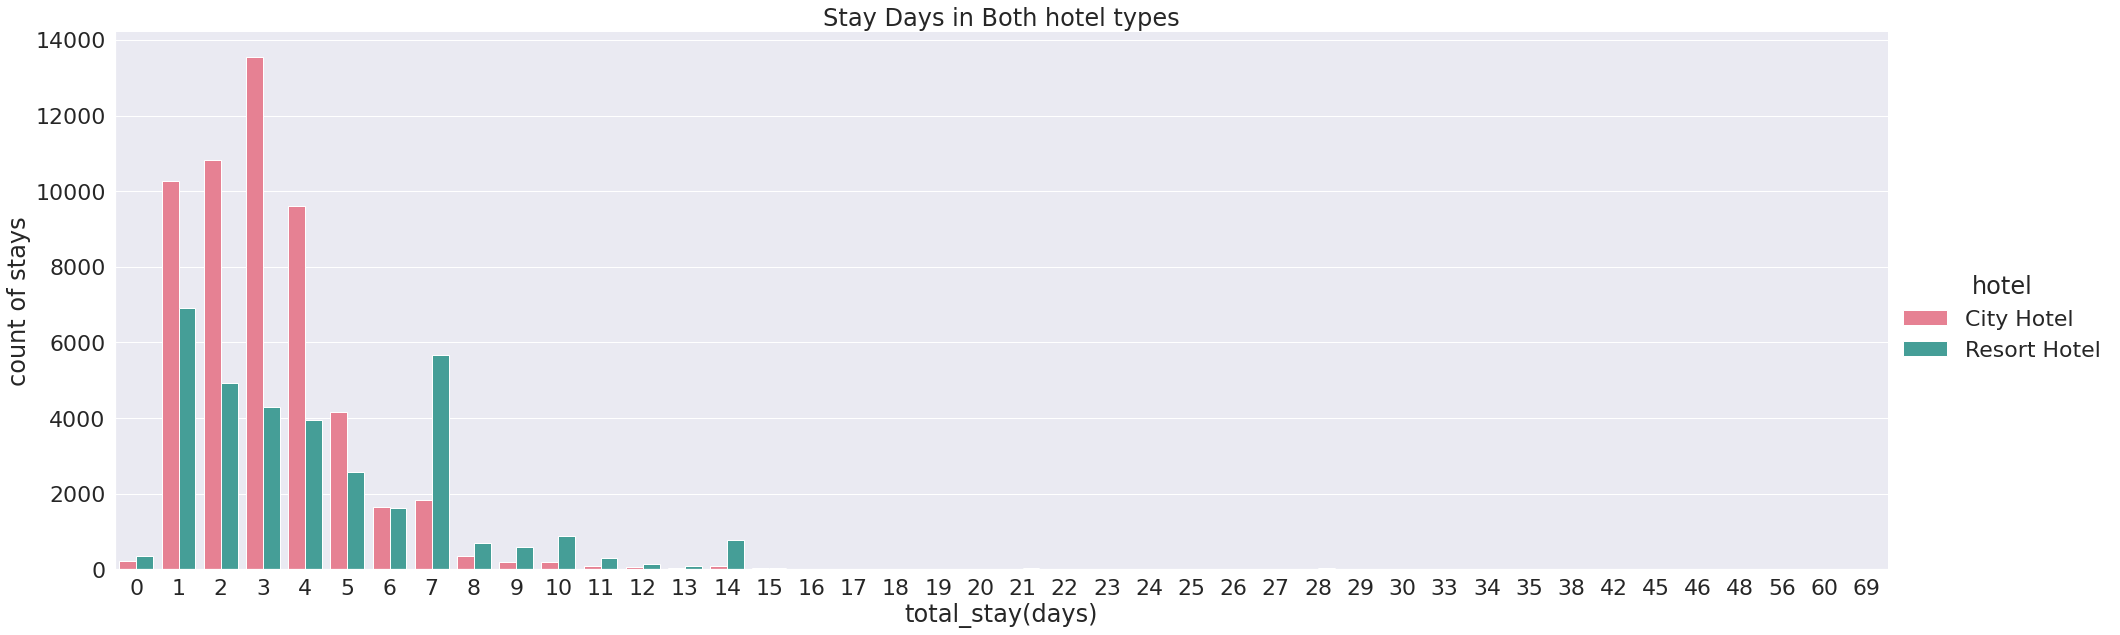 Stay Days in Both hotel types
14000
12000
10000
8000
6000
4000
2000
0
count of stays
0 1 2 3 4 5 6 7 8 9 10 11 12 13 14 15 16 17 18 19 20 21 22 23 24 25 26 27 28 29 30 33 34 35 38 42 45 46 48 56 60 69
total_stay(days)
hotel
City Hotel
Resort Hotel